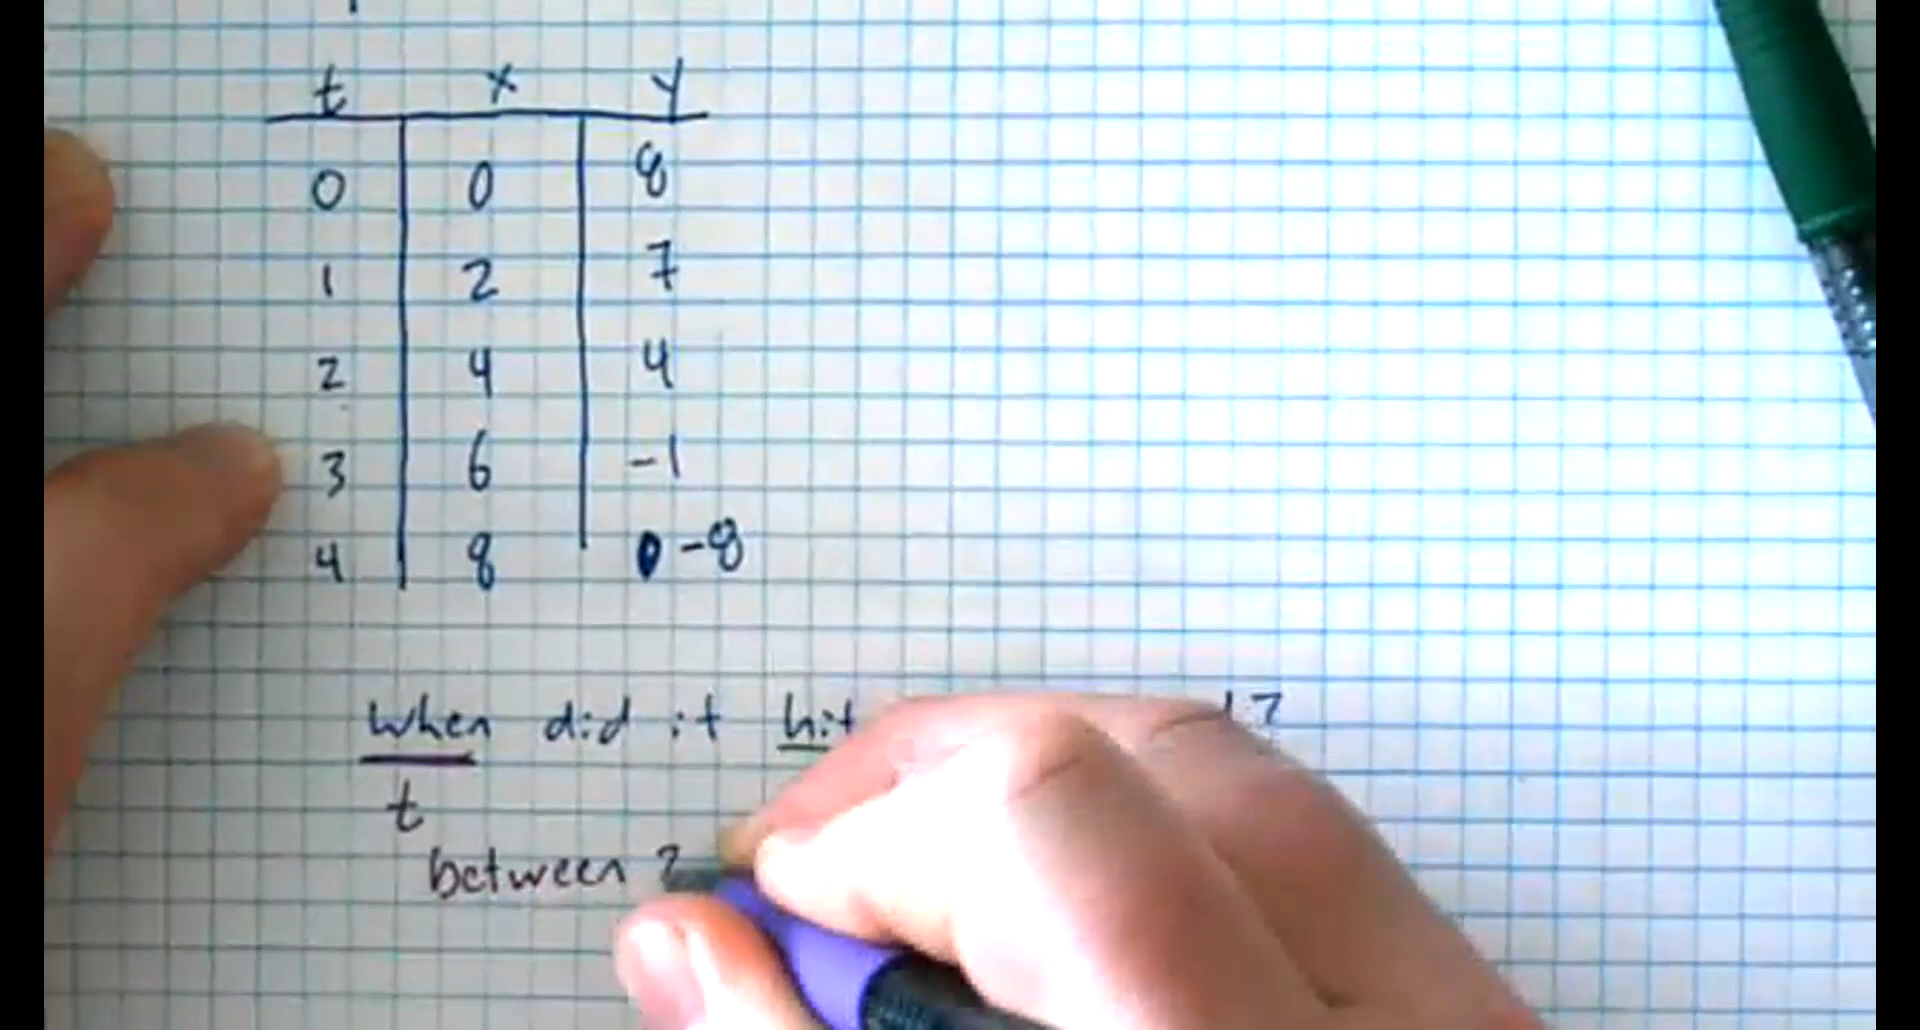 t x y
0 0 8
1 2 7
2 4 4
3 6 -1
4 8 -8
When did it hit
t
between 2